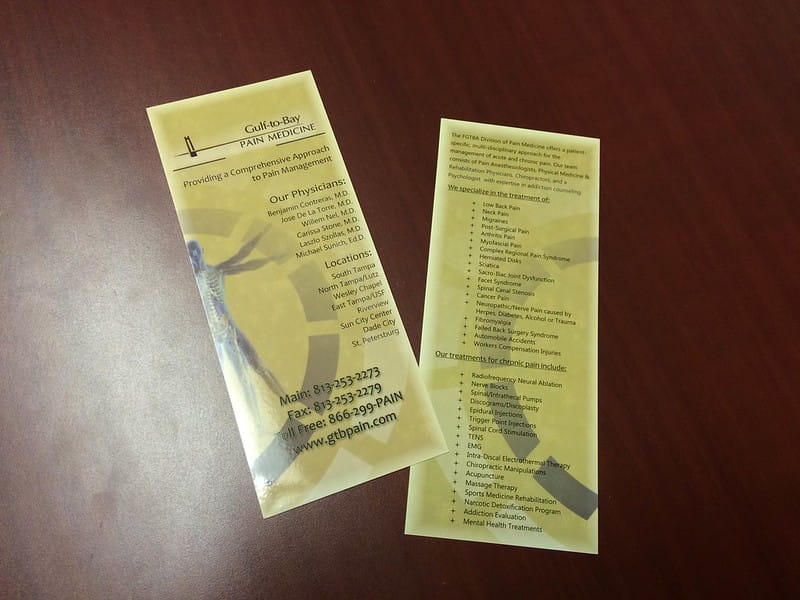 Gulf-to-Bay
PAIN MEDICINE
Providing a Comprehensive Approach
to Pain Management
Our Physicians:
Benjamin Contreras, M.D.
Jose De La Torre, M.D.
Willem Nel, M.D.
Carissa Stone, M.D.
Laszlo Szollas, M.D.
Michael Sunich, Ed.D.
Locations:
South Tampa
North Tampa/Lutz
Wesley Chapel
East Tampa/USF
Riverview
Sun City Center
Dade City
St. Petersburg
Main: 813-253-2273
Fax: 813-253-2279
Toll Free: 866-299-PAIN
www.gtbpain.com
The FGTBA Division of Pain Medicine offers a patient-
specific, multi-disciplinary approach for the
management of acute and chronic pain. Our team
consists of Pain Anesthesiologists, Physical Medicine &
Rehabilitation Physicians, Chiropractors, and a
Psychologist with expertise in addiction counseling
We specialize in the treatment of:
+ Low Back Pain
+ Neck Pain
+ Migraines
+ Post-Surgical Pain
+ Arthritis Pain
+ Myofascial Pain
+ Complex Regional Pain Syndrome
+ Herniated Disks
+ Sciatica
+ Sacro-Iliac Joint Dysfunction
+ Facet Syndrome
+ Spinal Canal Stenosis
+ Cancer Pain
+ Neuropathic/Nerve Pain caused by
Herpes, Diabetes, Alcohol or Trauma
+ Fibromyalgia
+ Failed Back Surgery Syndrome
+ Automobile Accidents
+ Workers Compensation Injuries
Our treatments for chronic pain include:
+ Radiofrequency Neural Ablation
+ Nerve Blocks
+ Spinal/Intrathecal Pumps
+ Discograms/Discoplasty
+ Epidural Injections
+ Trigger Point Injections
+ Spinal Cord Stimulation
+ TENS
+ EMG
+ Intra-Discal Electrothermal Therapy
+ Chiropractic Manipulations
+ Acupuncture
+ Massage Therapy
+ Sports Medicine Rehabilitation
+ Narcotic Detoxification Program
+ Addiction Evaluation
+ Mental Health Treatments